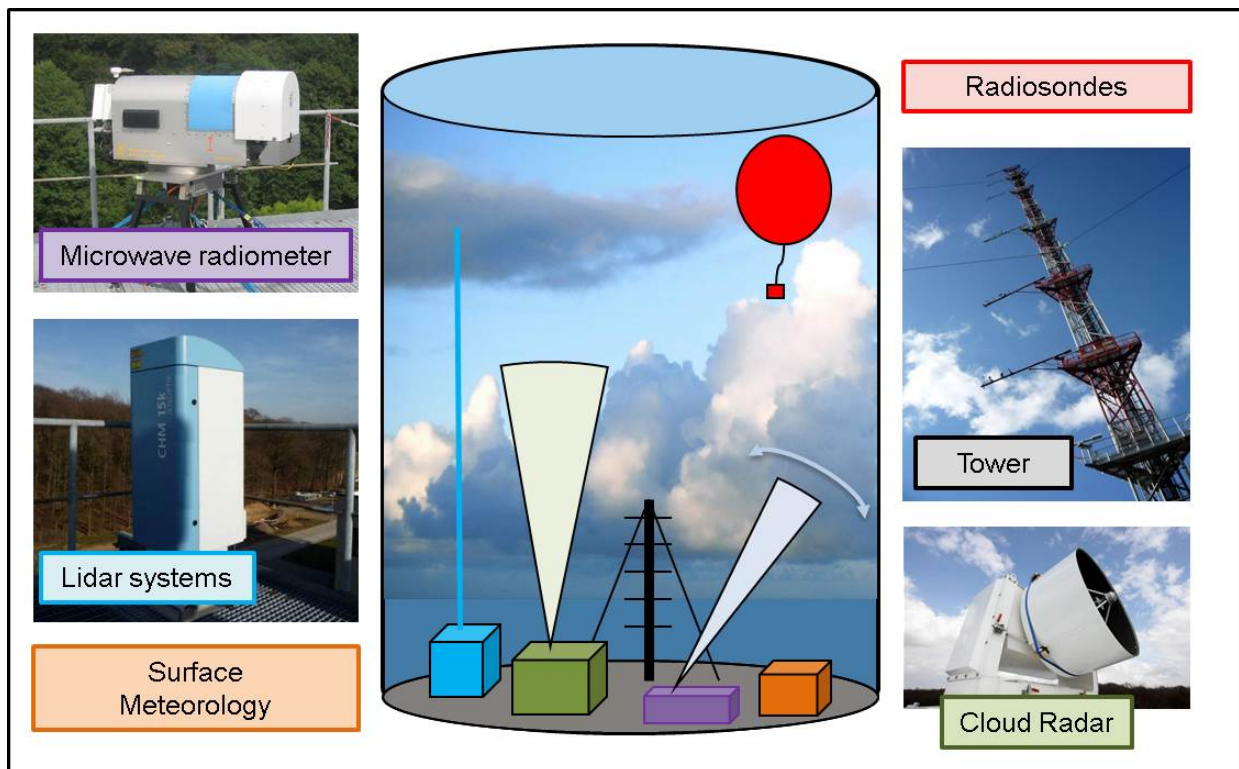 Microwave radiometer
CHM 15k
Lidar systems
Surface
Meteorology
Radiosondes
Tower
Cloud Radar